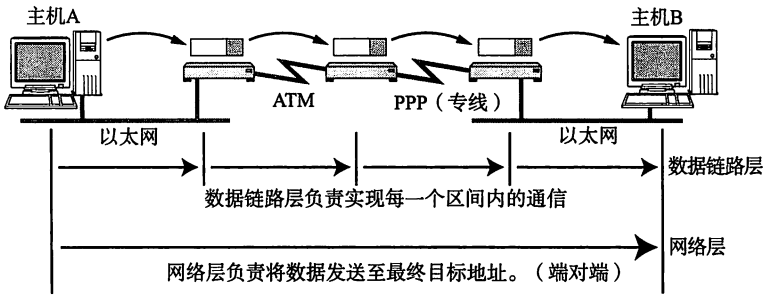 主机A
主机B
ATM
PPP（专线）
以太网
以太网
数据链路层
数据链路层负责实现每一个区间内的通信
网络层
网络层负责将数据发送至最终目标地址。（端对端）